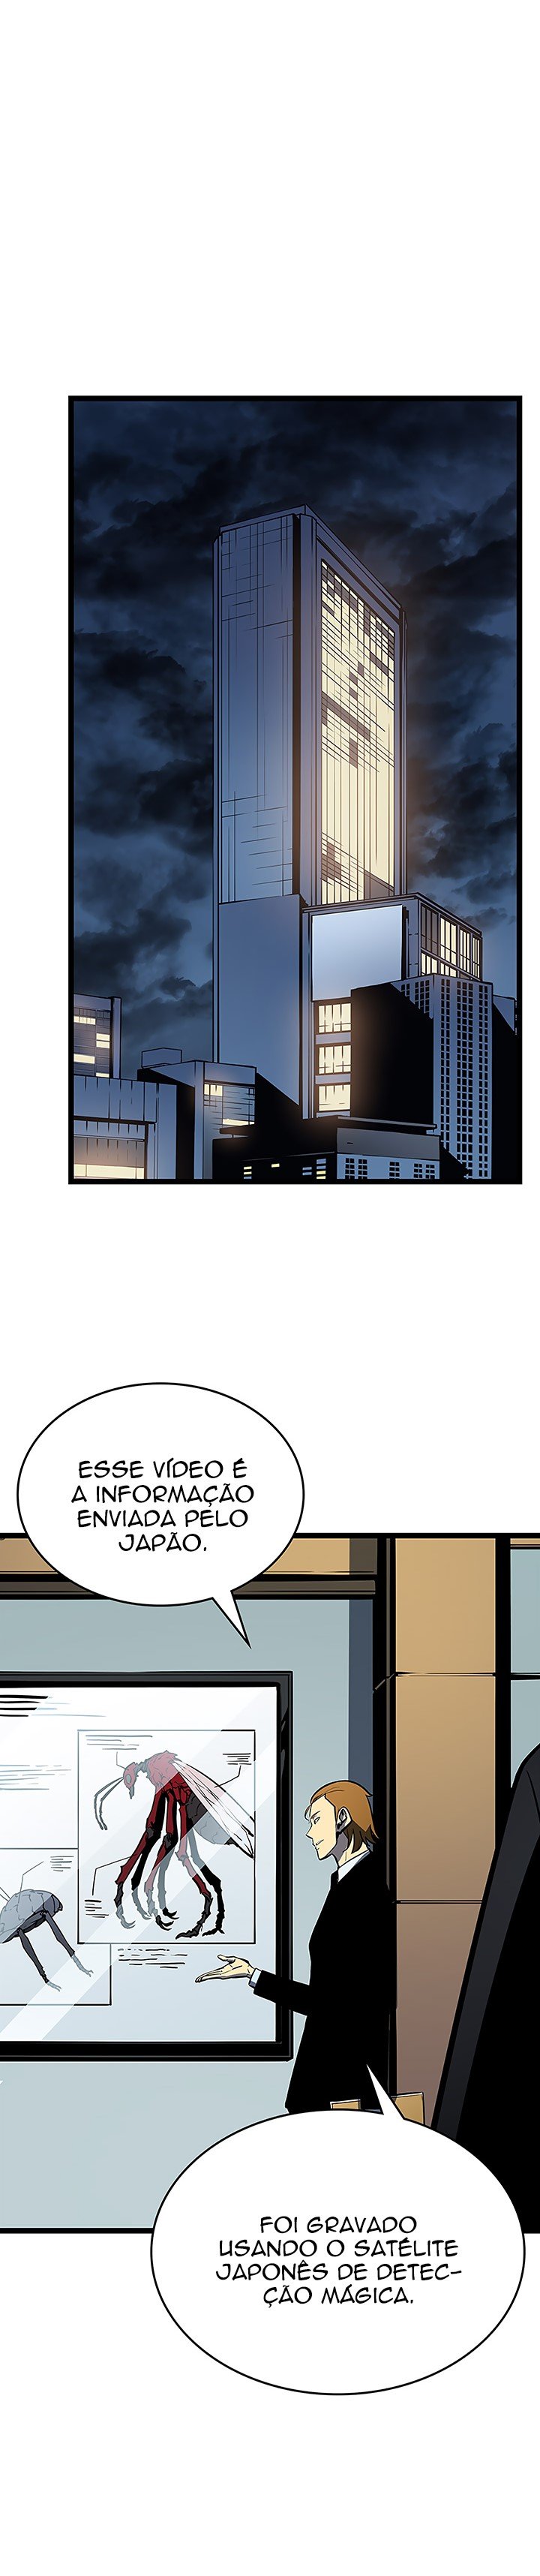 ESSE VÍDEO É
A INFORMAÇÃO
ENVIADA PELO
JAPÃO.
FOI GRAVADO
USANDO O SATÉLITE
JAPONÊS DE DETEC-
ÇÃO MÁGICA.